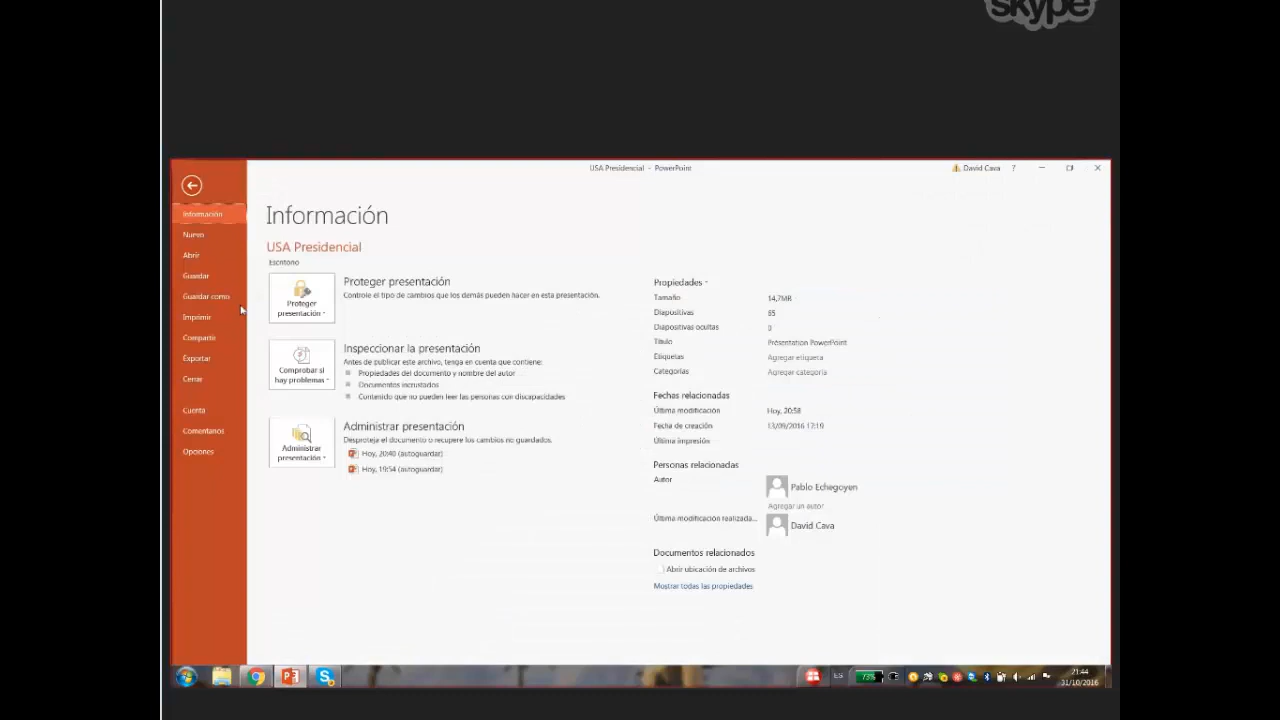 skype
USA Presidencial - PowerPoint
David Cava ?
Información
Nuevo
Abrir
Guardar
Guardar como
Imprimir
Compartir
Exportar
Cerrar
Cuenta
Comentarios
Opciones
Información
USA Presidencial
Escritorio
Proteger presentación
Proteger presentación
Controle el tipo de cambios que los demás pueden hacer en esta presentación.
Comprobar si hay problemas
Inspeccionar la presentación
Antes de publicar este archivo, tenga en cuenta que contiene:
Propiedades del documento y nombre del autor
Documentos incrustados
Contenido que no pueden leer las personas con discapacidades
Administrar presentación
Administrar presentación
Desproteja el documento o recupere los cambios no guardados.
Hoy, 20:40 (autoguardar)
Hoy, 19:54 (autoguardar)
Propiedades
Tamaño 14,7MB
Diapositivas 65
Diapositivas ocultas 0
Título Présentation PowerPoint
Etiquetas Agregar etiqueta
Categorías Agregar categoría
Fechas relacionadas
Última modificación Hoy, 20:58
Fecha de creación 13/09/2016 17:19
Última impresión
Personas relacionadas
Autor Pablo Echegoyen
Agregar un autor
Última modificación realizada... David Cava
Documentos relacionados
Abrir ubicación de archivos
Mostrar todas las propiedades
ES 73% 21:44
31/10/2016